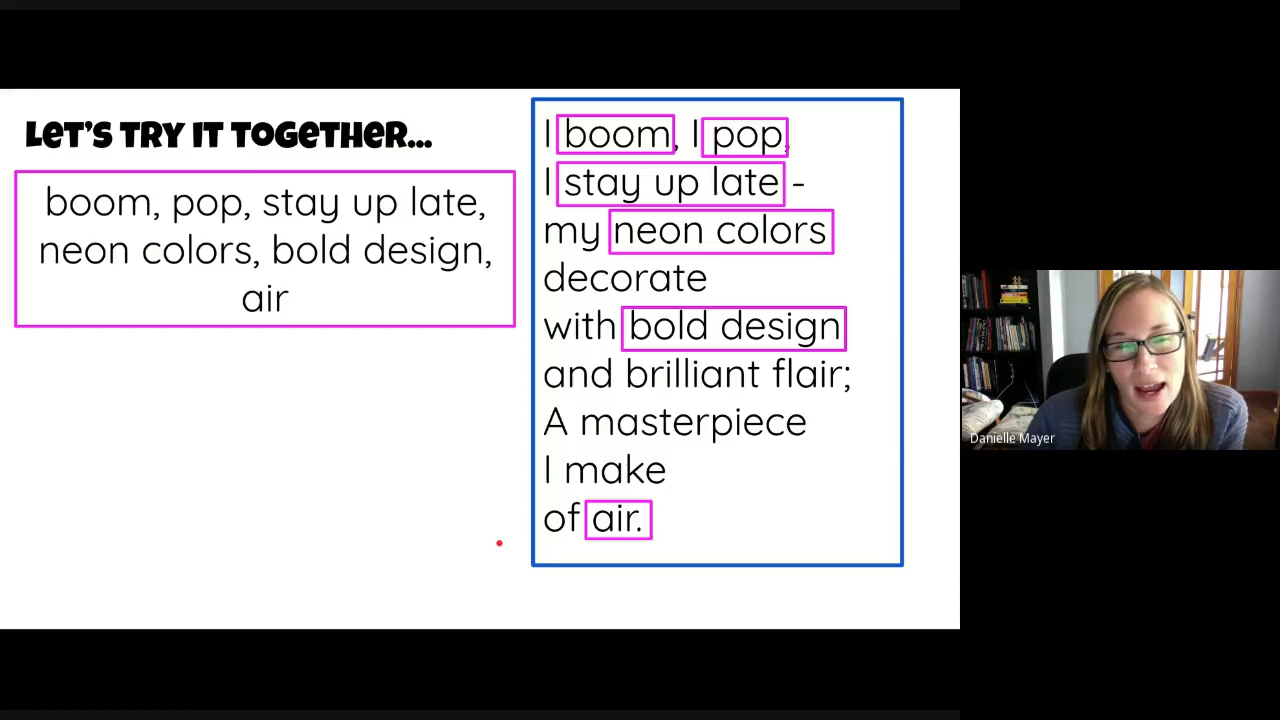 LET'S TRY IT TOGETHER...
boom, pop, stay up late,
neon colors, bold design,
air
I boom, I pop,
I stay up late -
my neon colors
decorate
with bold design
and brilliant flair;
A masterpiece
I make
of air.
Danielle Mayer